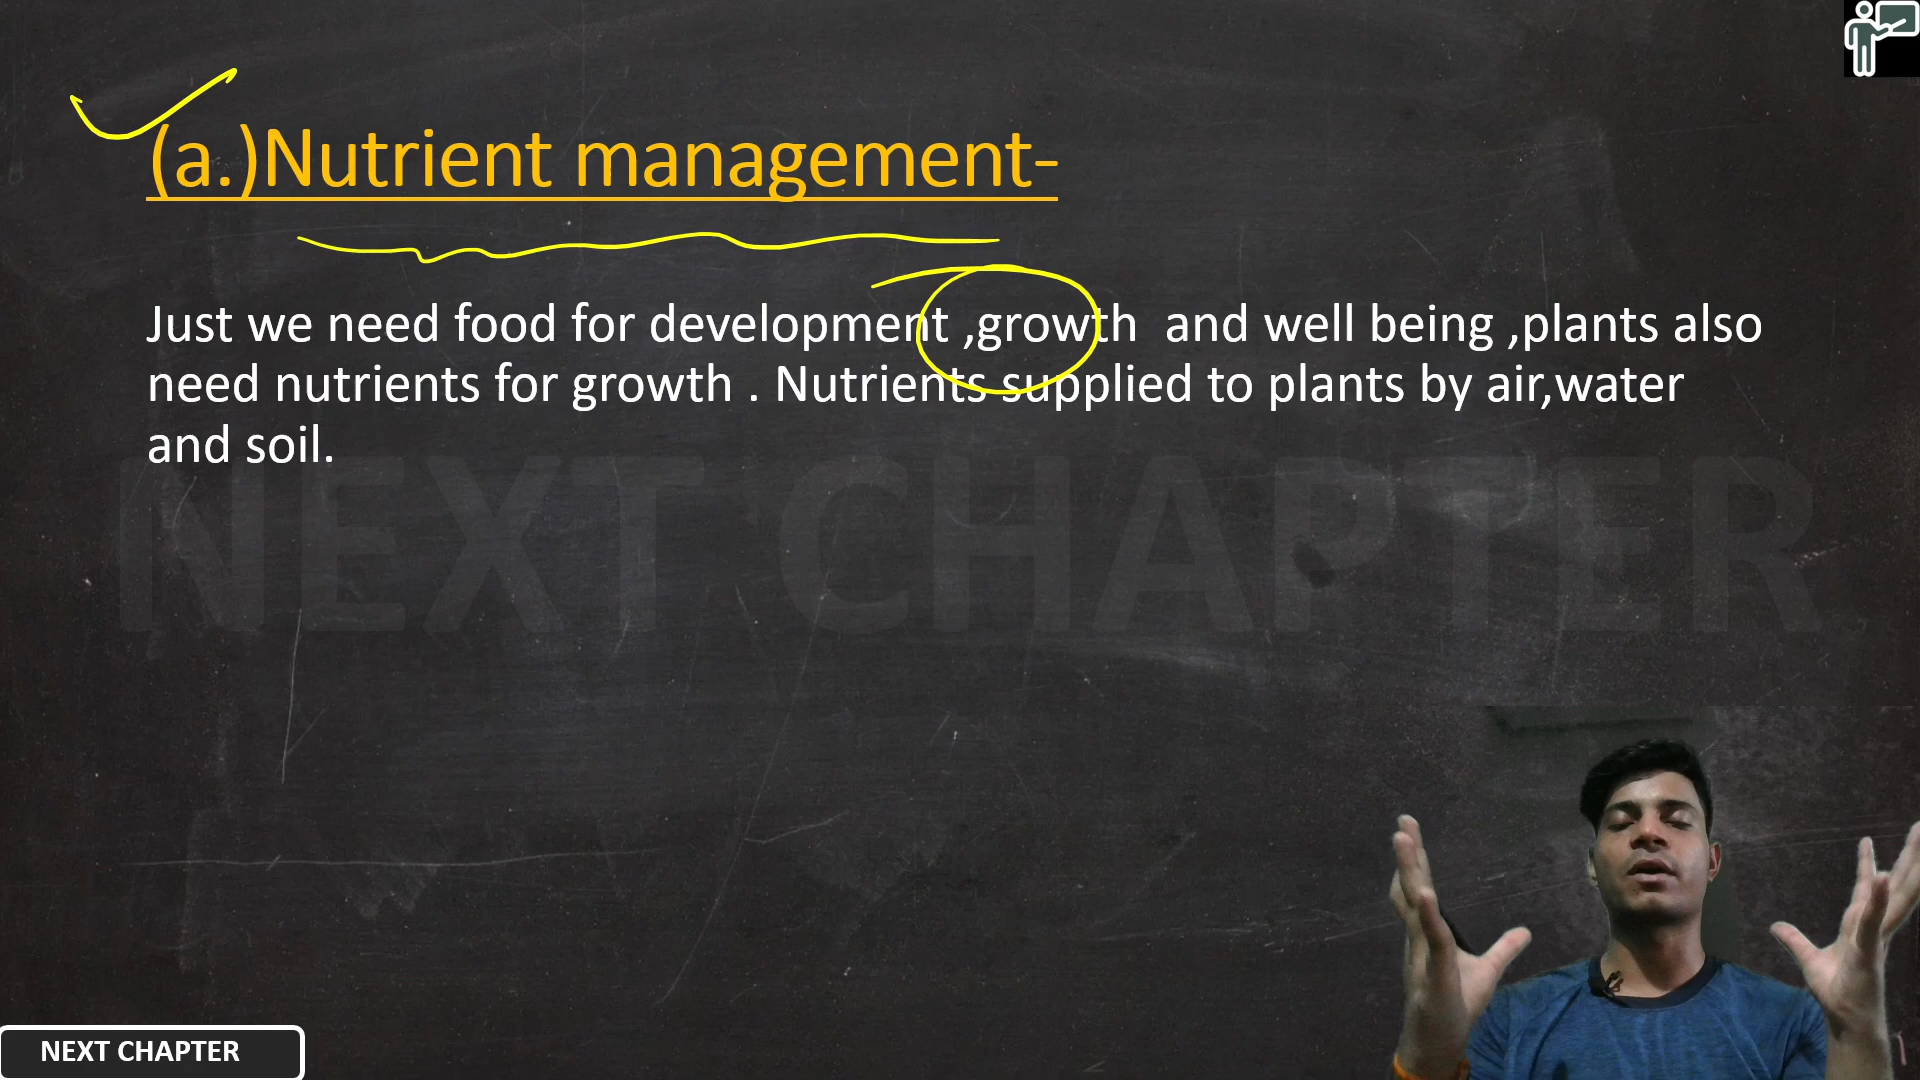 (a.)Nutrient management-
Just we need food for development ,growth  and well being ,plants also
need nutrients for growth . Nutrients supplied to plants by air,water
and soil.
NEXT CHAPTER
NEXT CHAPTER